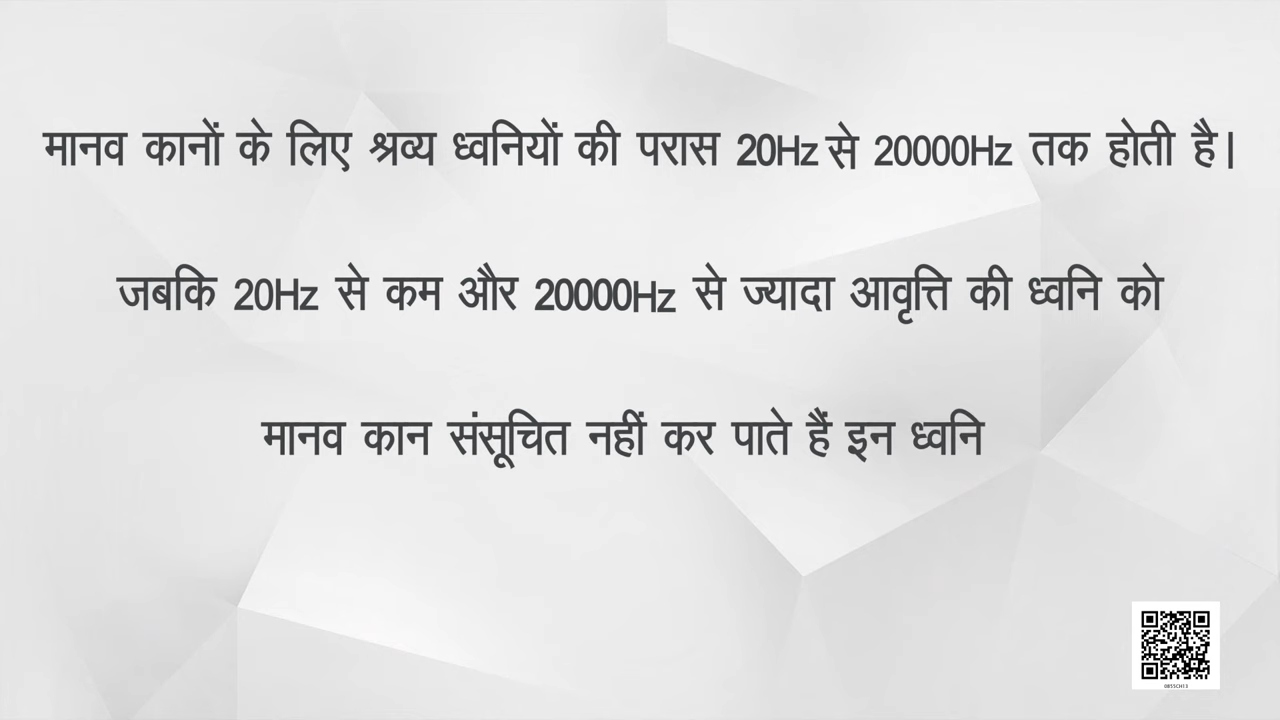 मानव कानों के लिए श्रव्य ध्वनियों की परास 20Hz से 20000Hz तक होती है।
जबकि 20Hz से कम और 20000Hz से ज्यादा आवृत्ति की ध्वनि को
मानव कान संसूचित नहीं कर पाते हैं इन ध्वनि
0855CH13